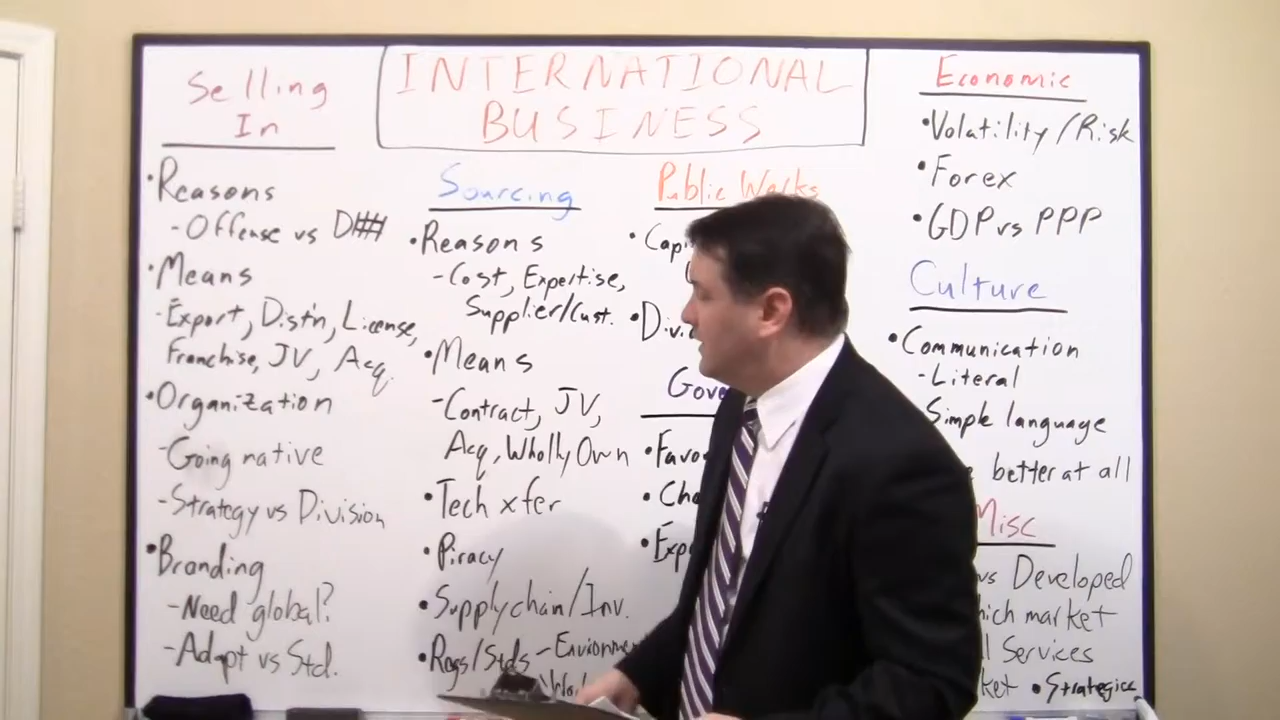 INTERNATIONAL
BUSINESS
Selling
In
•Reasons
-Offense vs D##
•Means
-Export, Distn, License,
Franchise, JV, Acq.
•Organization
-Going native
-Strategy vs Division
•Branding
-Need global?
-Adapt vs Std.
Sourcing
•Reasons
-Cost, Expertise,
Supplier/Cust.
•Means
-Contract, JV,
Acq, Wholly Own
•Tech xfer
•Piracy
•Supply chain/Inv.
•Regs/Stds
Public Works
Economic
•Volatility/Risk
•Forex
•GDP vs PPP
Culture
•Communication
-Literal
Simple language
better at all
Misc
vs Developed
market
Services
•Strategies